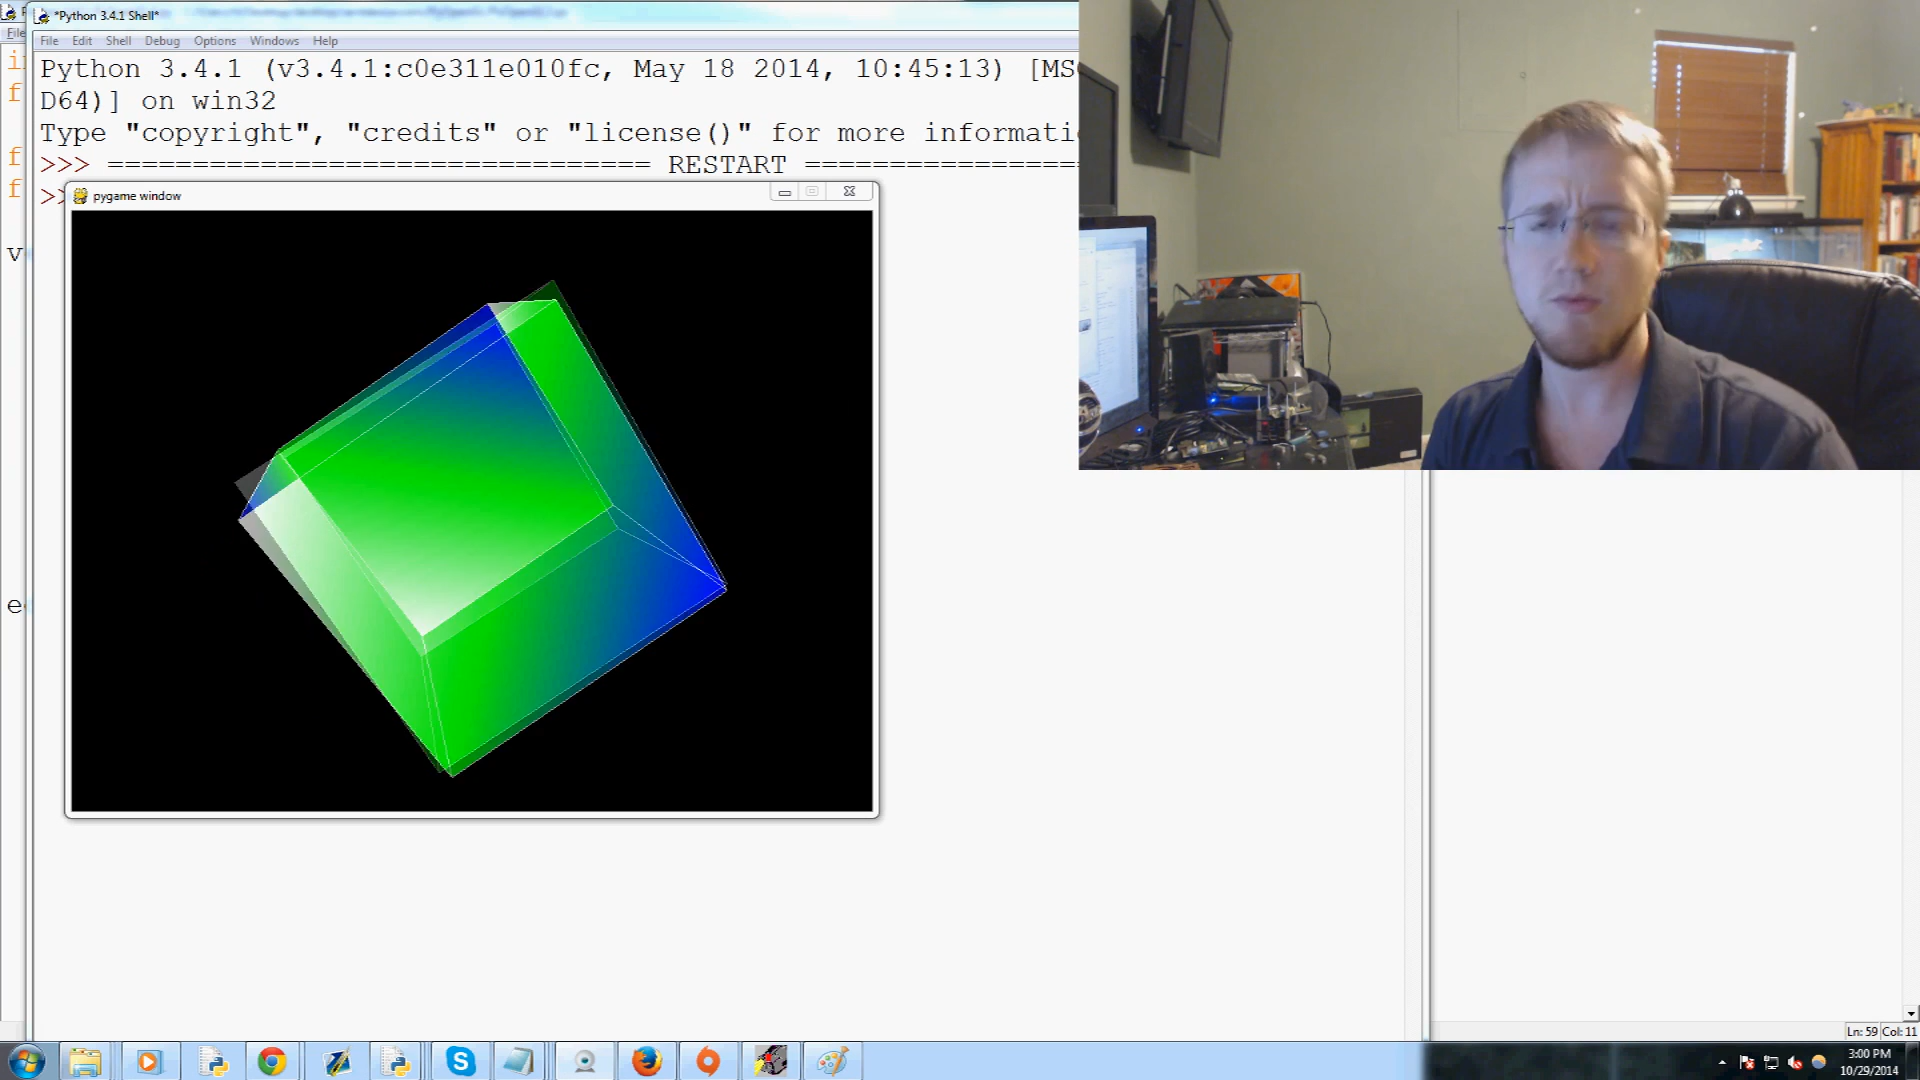 *Python 3.4.1 Shell*
File Edit Shell Debug Options Windows Help
Python 3.4.1 (v3.4.1:c0e311e010fc, May 18 2014, 10:45:13) [MS
D64)] on win32
Type "copyright", "credits" or "license()" for more informati
>>> ================================ RESTART ================
pygame window
Ln: 59 Col: 11
3:00 PM
10/29/2014